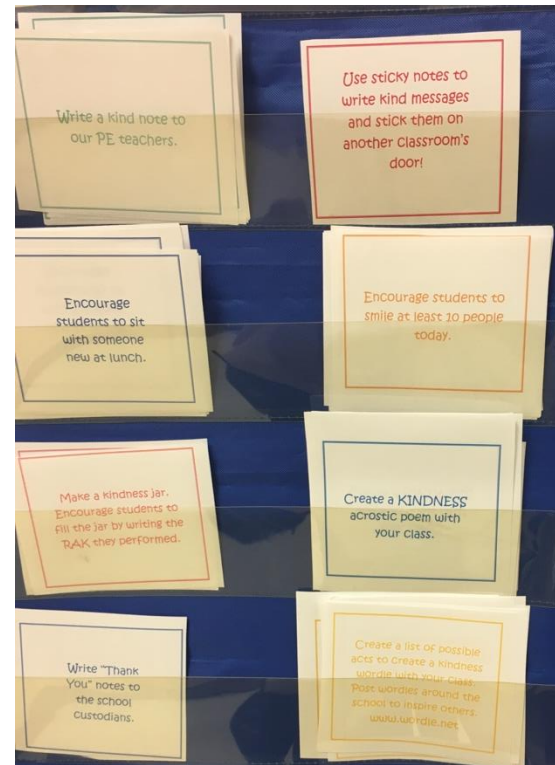 Write a kind note to
our PE teachers.
Use sticky notes to
write kind messages
and stick them on
another classroom's
door!
Encourage
students to sit
with someone
new at lunch.
Encourage students to
smile at least 10 people
today.
Make a kindness jar.
Encourage students to
fill the jar by writing the
RAK they performed.
Create a KINDNESS
acrostic poem with
your class.
Write "Thank
You" notes to
the school
custodians.
Create a list of possible
acts to create a kindness
wordle with your class.
Post wordles around the
school to inspire others.
www.wordle.net